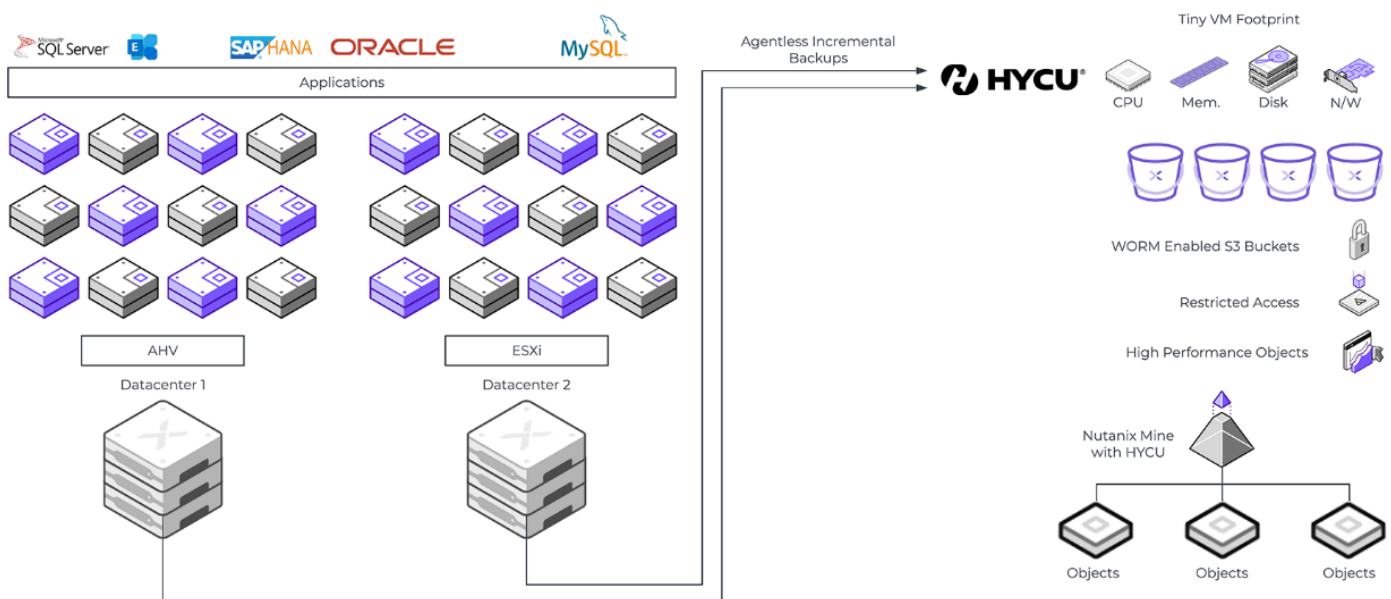 Microsoft
SQL Server
E
SAP HANA
ORACLE
MySQL
Applications
AHV
ESXi
Datacenter 1
Datacenter 2
Agentless Incremental
Backups
HYCU
Tiny VM Footprint
CPU
Mem.
Disk
N/W
WORM Enabled S3 Buckets
Restricted Access
High Performance Objects
Nutanix Mine
with HYCU
Objects
Objects
Objects